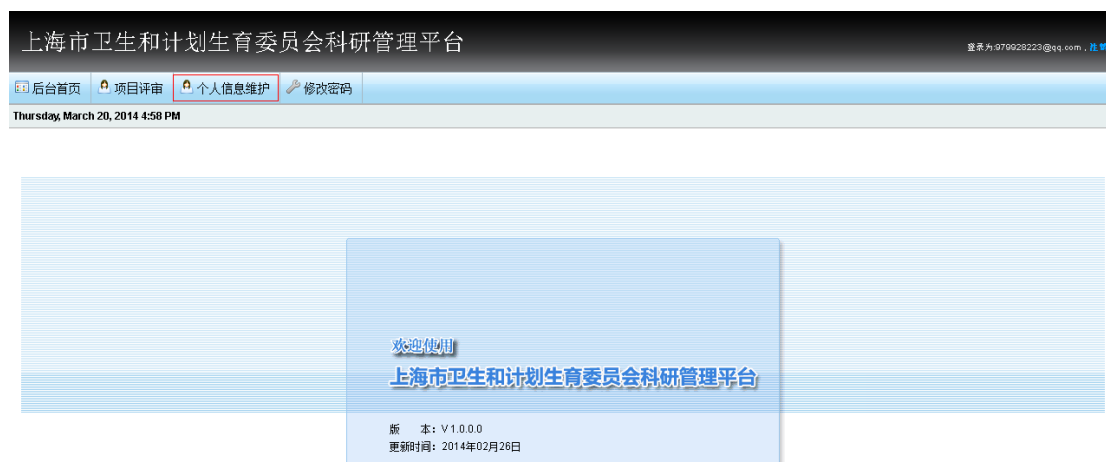 上海市卫生和计划生育委员会科研管理平台
登录为:979928223@qq.com ,
后台首页 项目评审 个人信息维护 修改密码
Thursday, March 20, 2014 4:58 PM
欢迎使用
上海市卫生和计划生育委员会科研管理平台
版 本: V 1.0.0.0
更新时间: 2014年02月26日